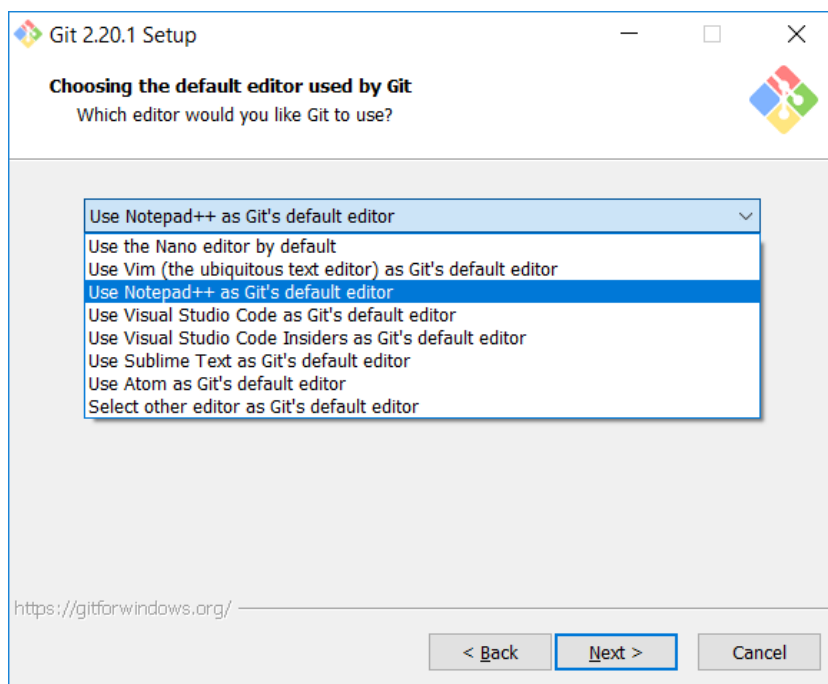 Git 2.20.1 Setup
Choosing the default editor used by Git
Which editor would you like Git to use?
Use Notepad++ as Git's default editor
Use the Nano editor by default
Use Vim (the ubiquitous text editor) as Git's default editor
Use Notepad++ as Git's default editor
Use Visual Studio Code as Git's default editor
Use Visual Studio Code Insiders as Git's default editor
Use Sublime Text as Git's default editor
Use Atom as Git's default editor
Select other editor as Git's default editor
https://gitforwindows.org/
< Back
Next >
Cancel